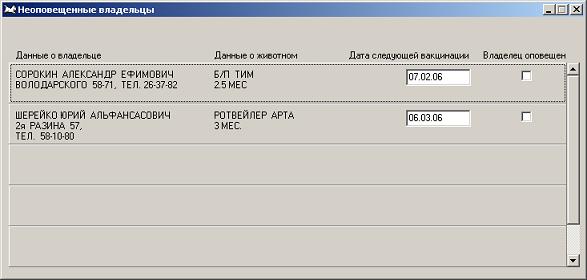 Неоповещенные владельцы
Данные о владельце Данные о животном Дата следующей вакцинации Владелец оповещен
СОРОКИН АЛЕКСАНДР ЕФИМОВИЧ Б/П ТИМ 07.02.06
ВОЛОДАРСКОГО 58-71, ТЕЛ. 26-37-82 2.5 МЕС
ШЕРЕЙКО ЮРИЙ АЛЬФАНСАСОВИЧ РОТВЕЙЛЕР АРТА 06.03.06
2я РАЗИНА 57, 3 МЕС.
ТЕЛ. 58-10-80